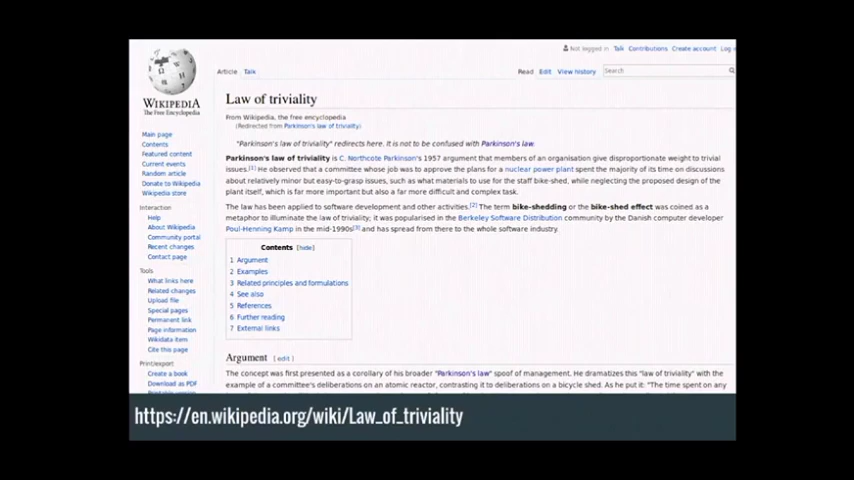 Not logged in Talk Contributions Create account Log
Article Talk Read Edit View history Search
WIKIPEDIA
The Free Encyclopedia
Main page
Contents
Featured content
Current events
Random article
Donate to Wikipedia
Wikipedia store
Interaction
Help
About Wikipedia
Community portal
Recent changes
Contact page
Tools
What links here
Related changes
Upload file
Special pages
Permanent link
Page information
Wikidata item
Cite this page
Print/export
Create a book
Download as PDF
Law of triviality
From Wikipedia, the free encyclopedia
(Redirected from Parkinson's law of triviality)
"Parkinson's law of triviality" redirects here. It is not to be confused with Parkinson's law.
Parkinson's law of triviality is C. Northcote Parkinson's 1957 argument that members of an organisation give disproportionate weight to trivial
issues.[1] He observed that a committee whose job was to approve the plans for a nuclear power plant spent the majority of its time on discussions
about relatively minor but easy-to-grasp issues, such as what materials to use for the staff bike-shed, while neglecting the proposed design of the
plant itself, which is far more important but also a far more difficult and complex task.
The law has been applied to software development and other activities.[2] The term bike-shedding or the bike-shed effect was coined as a
metaphor to illuminate the law of triviality; it was popularised in the Berkeley Software Distribution community by the Danish computer developer
Poul-Henning Kamp in the mid-1990s[3] and has spread from there to the whole software industry.
Contents [hide]
1 Argument
2 Examples
3 Related principles and formulations
4 See also
5 References
6 Further reading
7 External links
Argument [edit]
The concept was first presented as a corollary of his broader "Parkinson's law" spoof of management. He dramatizes this "law of triviality" with the
example of a committee's deliberations on an atomic reactor, contrasting it to deliberations on a bicycle shed. As he put it: "The time spent on any
https://en.wikipedia.org/wiki/Law_of_triviality